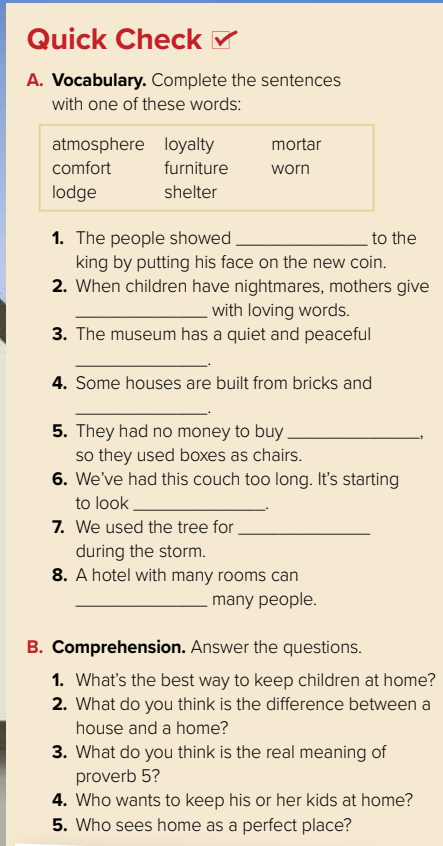 Quick Check
A. Vocabulary. Complete the sentences
with one of these words:
atmosphere loyalty mortar
comfort furniture worn
lodge shelter
1. The people showed ______________ to the
king by putting his face on the new coin.
2. When children have nightmares, mothers give
______________ with loving words.
3. The museum has a quiet and peaceful
______________.
4. Some houses are built from bricks and
______________.
5. They had no money to buy ______________,
so they used boxes as chairs.
6. We've had this couch too long. It's starting
to look ______________.
7. We used the tree for ______________
during the storm.
8. A hotel with many rooms can
______________ many people.
B. Comprehension. Answer the questions.
1. What's the best way to keep children at home?
2. What do you think is the difference between a
house and a home?
3. What do you think is the real meaning of
proverb 5?
4. Who wants to keep his or her kids at home?
5. Who sees home as a perfect place?